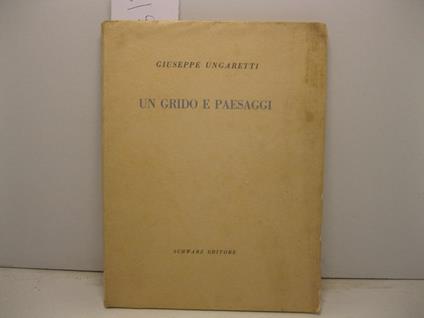 GIUSEPPE UNGARETTI
UN GRIDO E PAESAGGI
SCHWARZ EDITORE